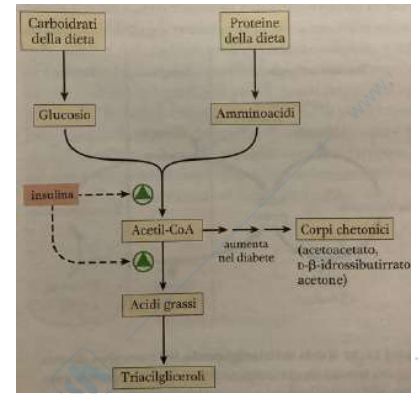 Carboidrati
della dieta
Proteine
della dieta
Glucosio
Amminoacidi
insulina
Acetil-CoA
aumenta
nel diabete
Corpi chetonici
(acetoacetato,
D-β-idrossibutirrato
acetone)
Acidi grassi
Triacilgliceroli